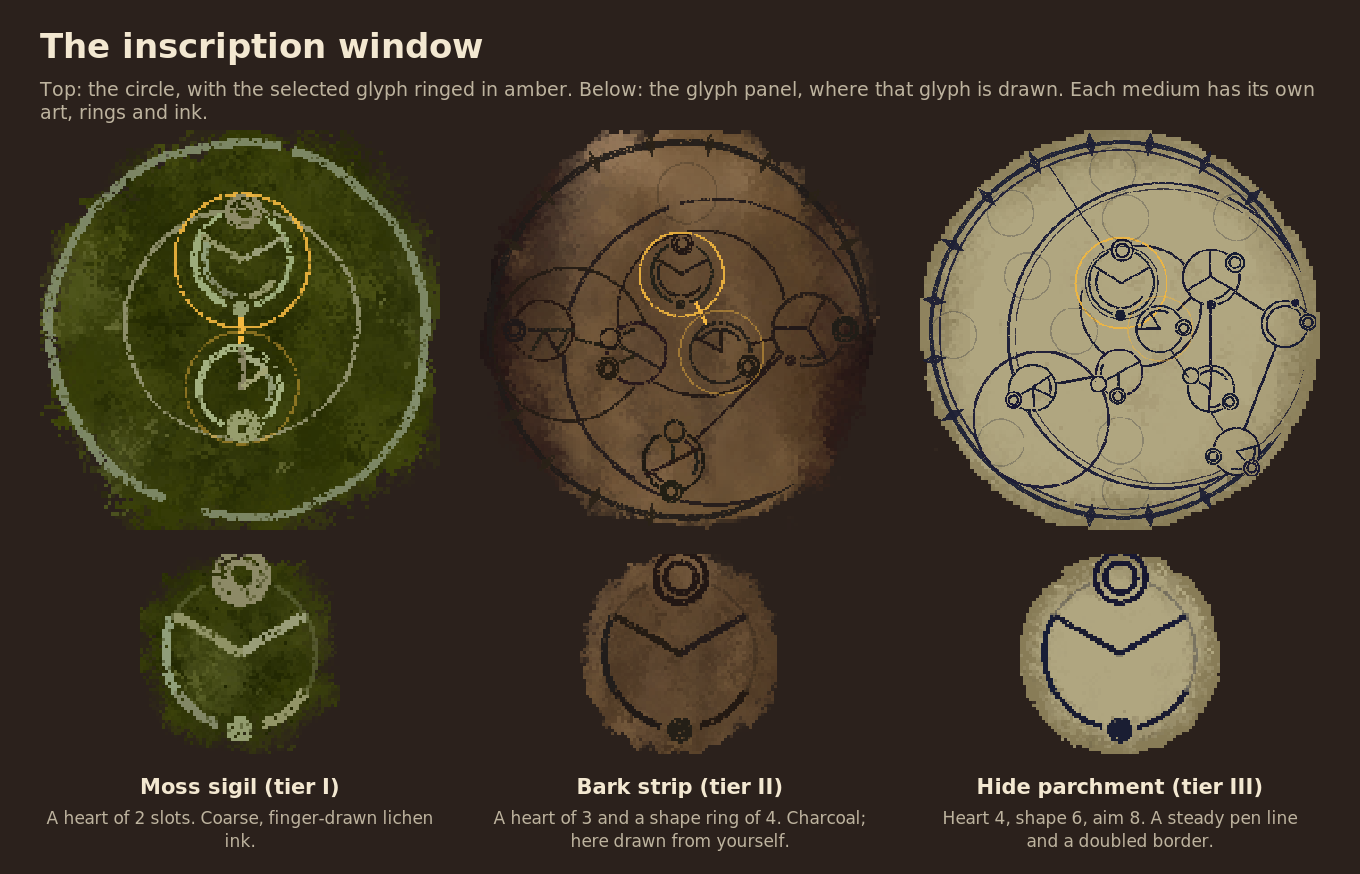 The inscription window
Top: the circle, with the selected glyph ringed in amber. Below: the glyph panel, where that glyph is drawn. Each medium has its own
art, rings and ink.
Moss sigil (tier I)
A heart of 2 slots. Coarse, finger-drawn lichen
ink.
Bark strip (tier II)
A heart of 3 and a shape ring of 4. Charcoal;
here drawn from yourself.
Hide parchment (tier III)
Heart 4, shape 6, aim 8. A steady pen line
and a doubled border.